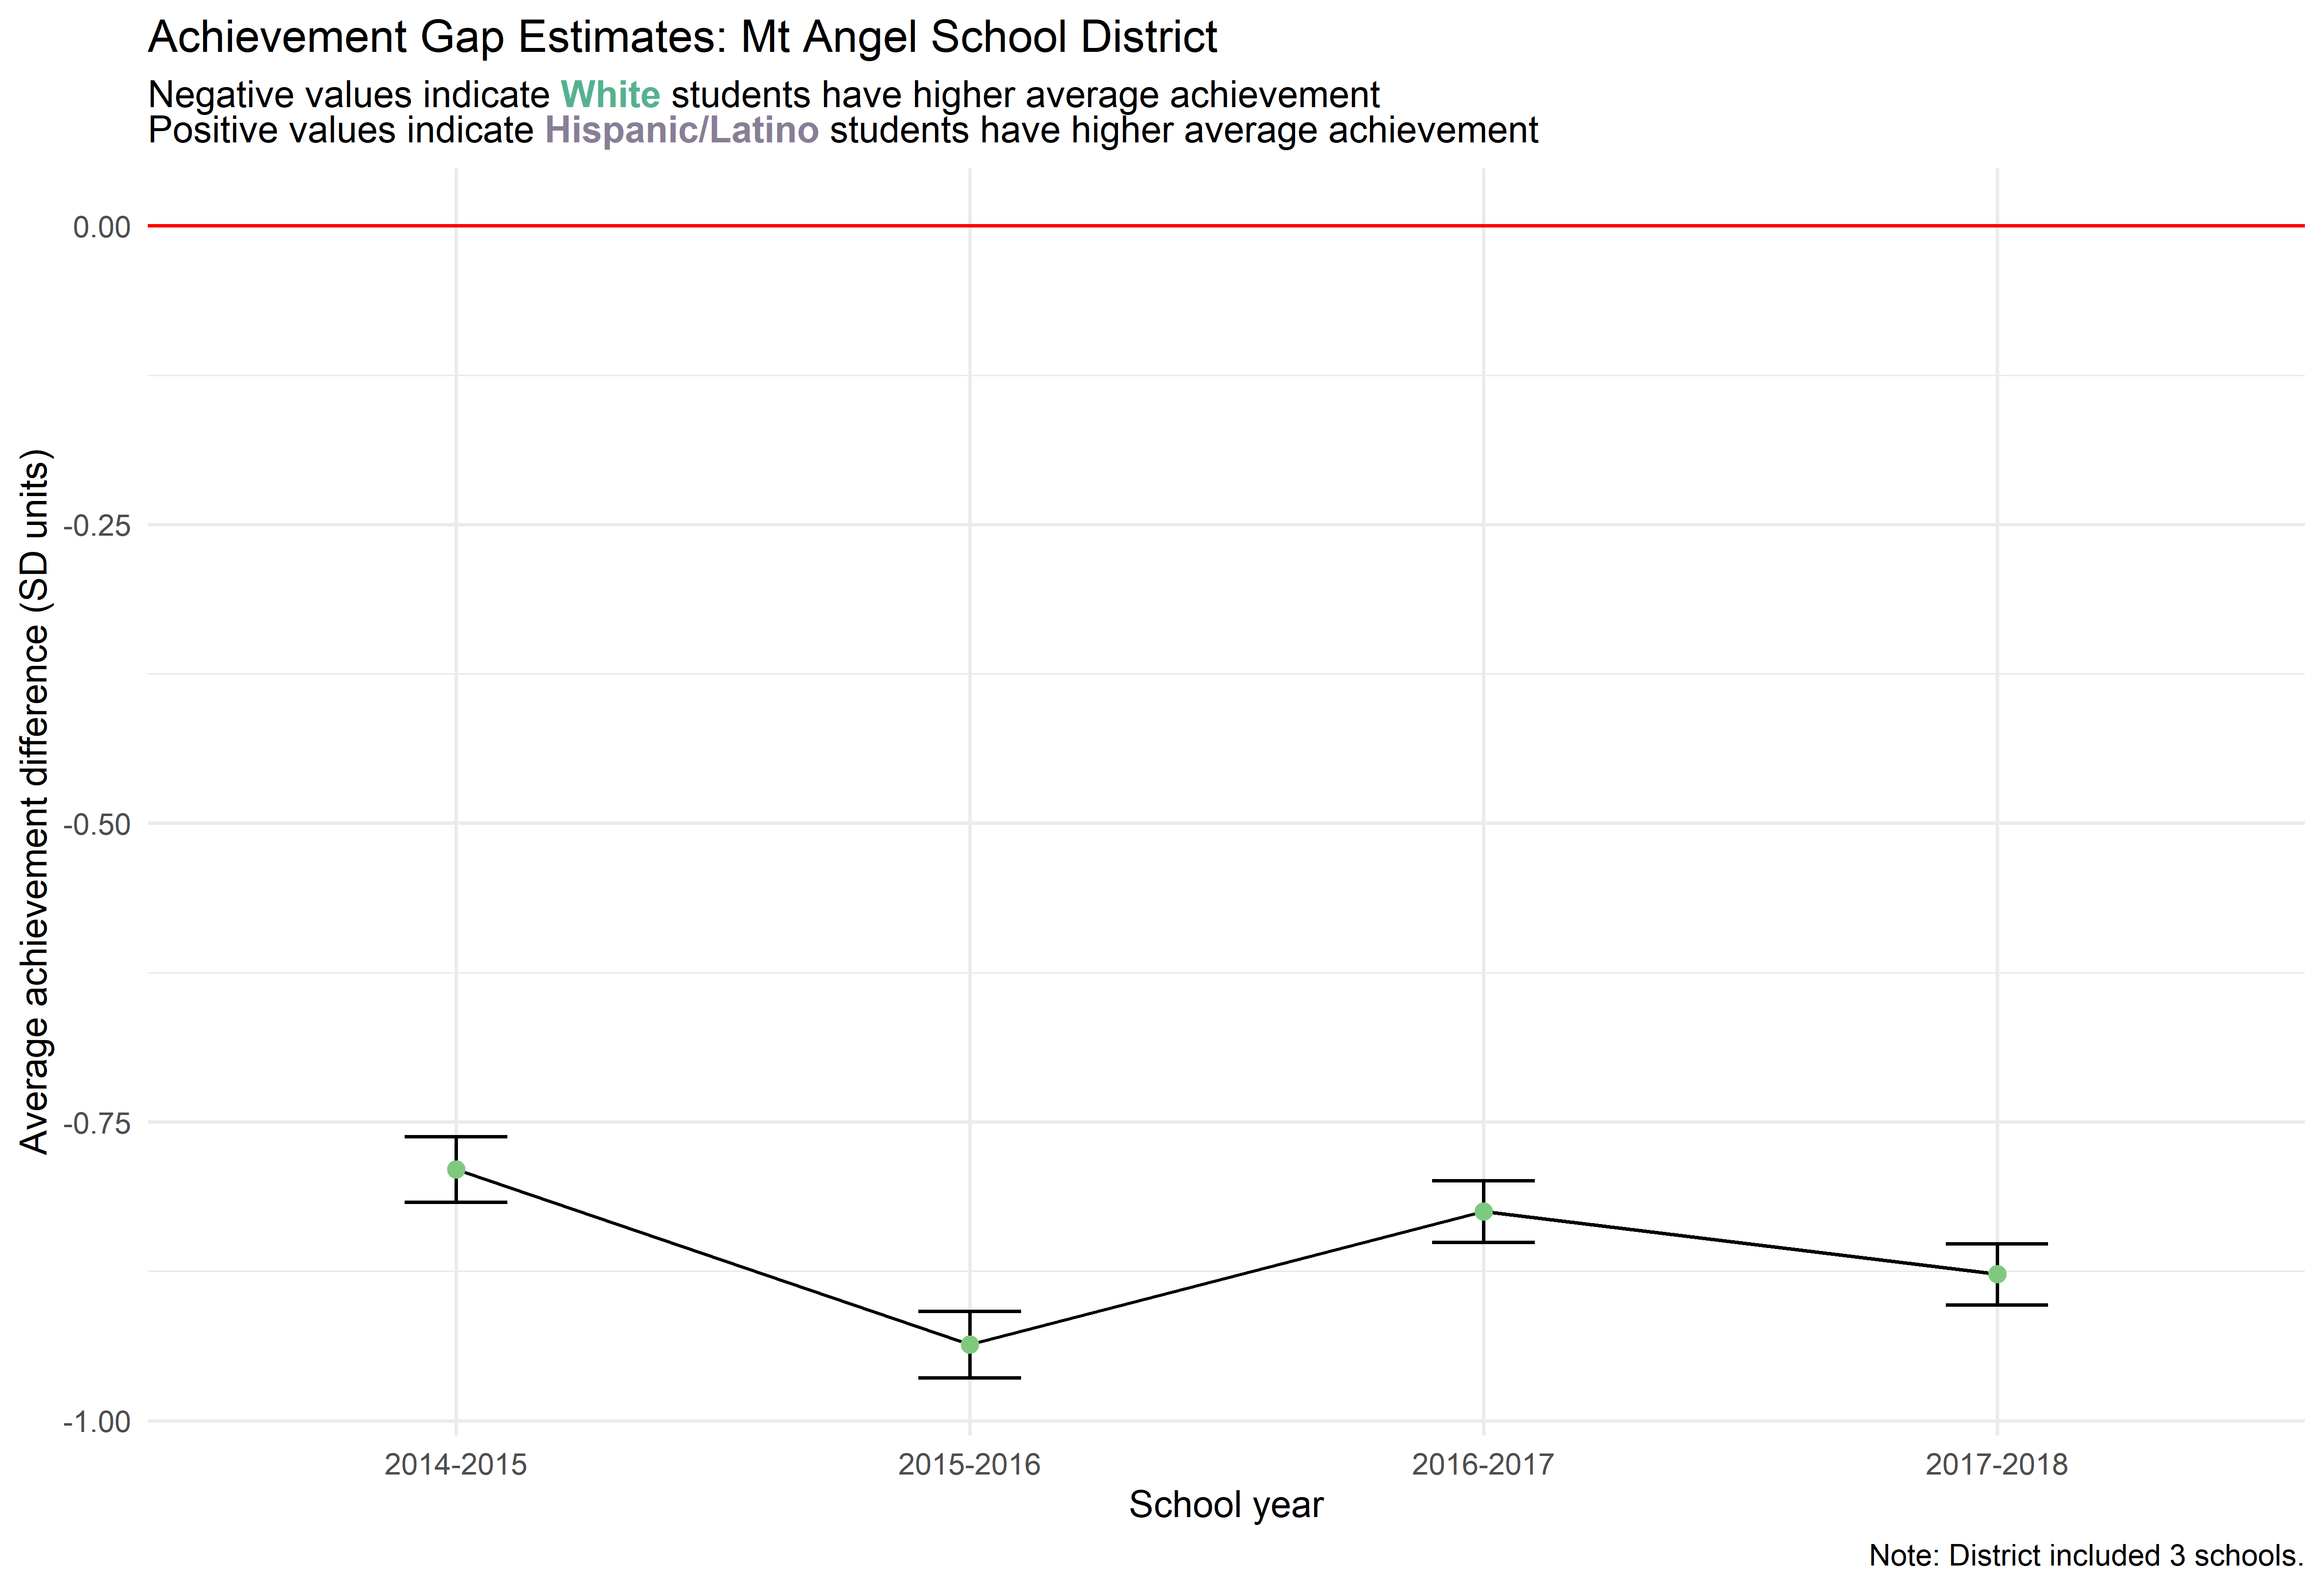 Achievement Gap Estimates: Mt Angel School District
Negative values indicate White students have higher average achievement
Positive values indicate Hispanic/Latino students have higher average achievement
Average achievement difference (SD units)
0.00
-0.25
-0.50
-0.75
-1.00
2014-2015
2015-2016
2016-2017
2017-2018
School year
Note: District included 3 schools.